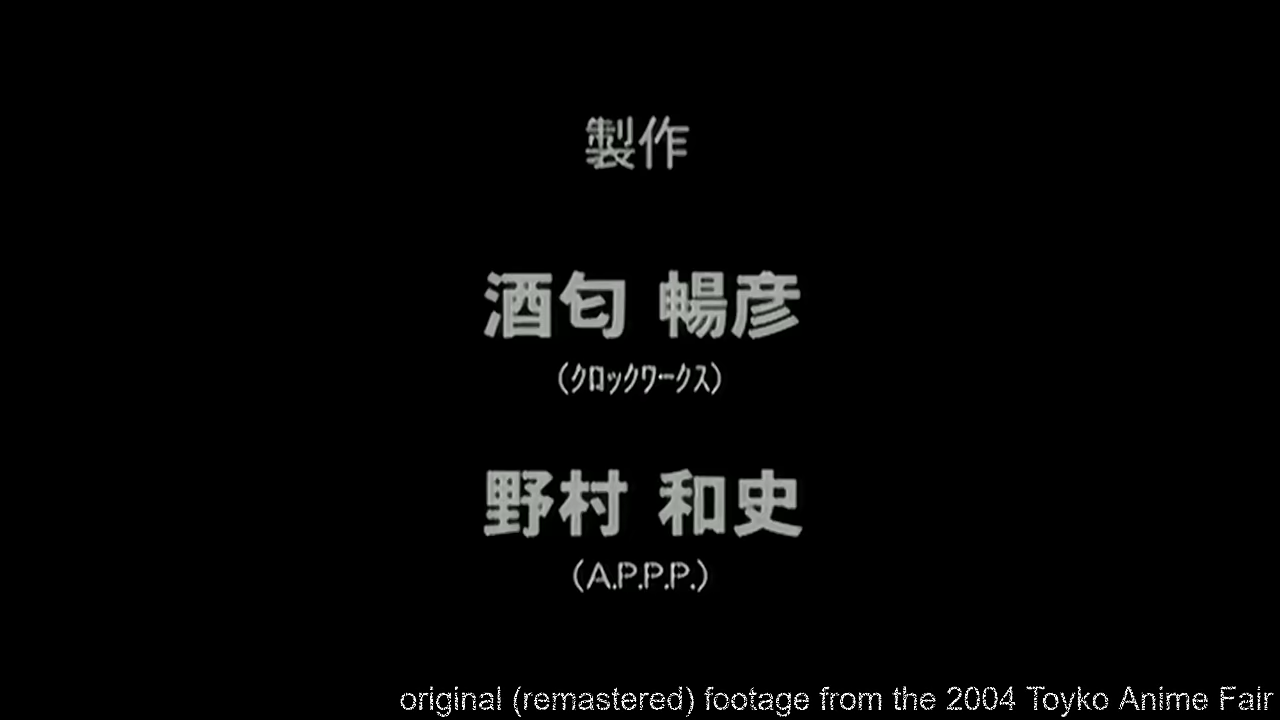 製作
酒匂 暢彦
(クロックワークス)
野村 和史
(A.P.P.P.)
original (remastered) footage from the 2004 Toyko Anime Fair